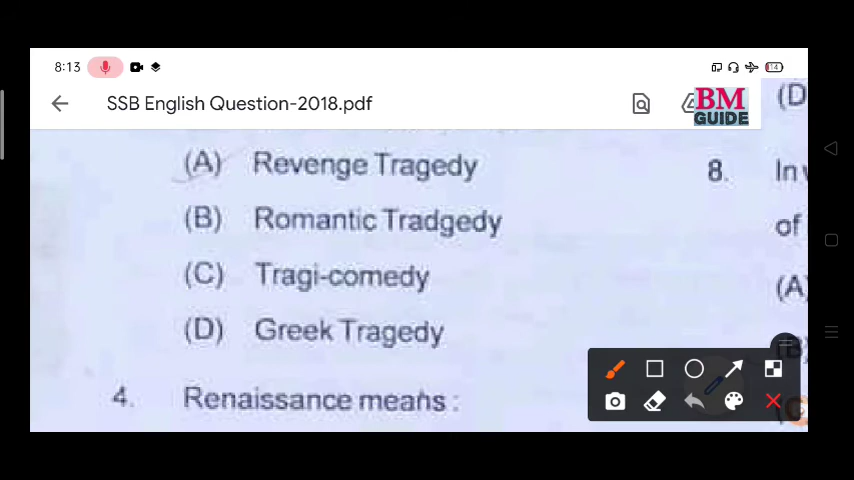 8:13
14
SSB English Question-2018.pdf
BM
GUIDE
(A) Revenge Tragedy
(B) Romantic Tradgedy
(C) Tragi-comedy
(D) Greek Tragedy
4. Renaissance means :
(D
8. In
of
(A)
(B)